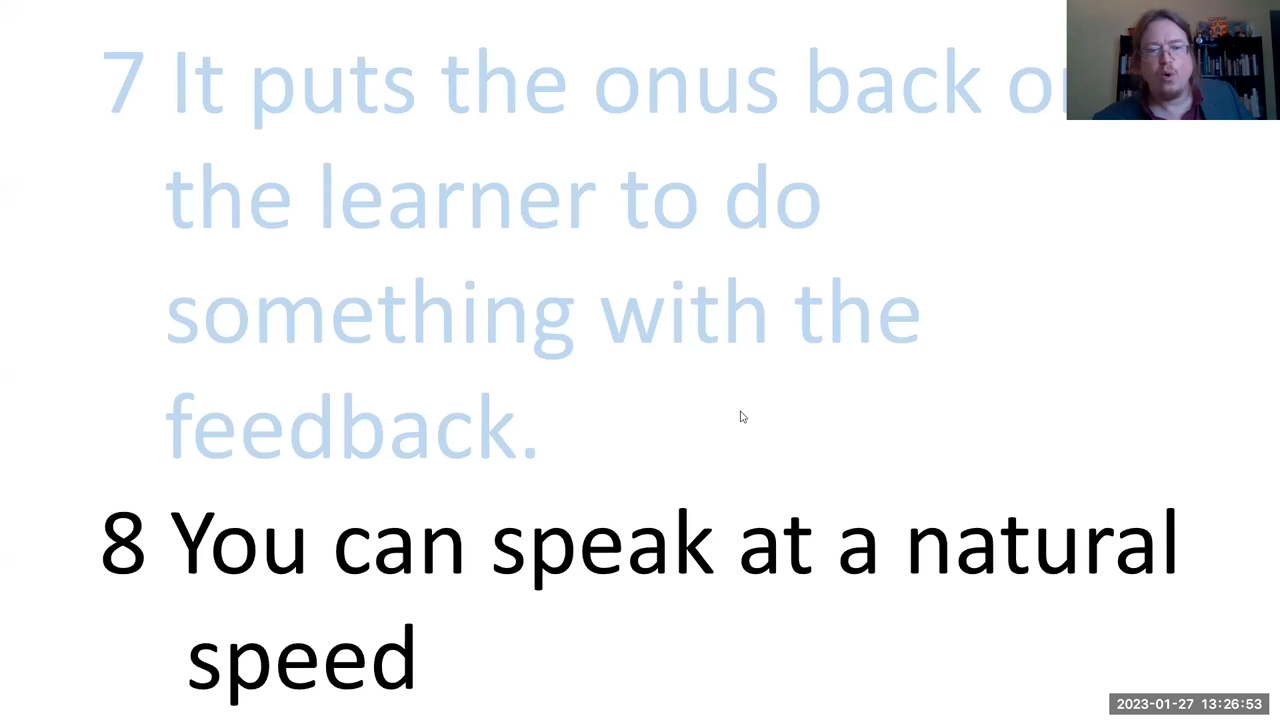 7 It puts the onus back
the learner to do
something with the
feedback.
8 You can speak at a natural
speed
2023-01-27 13:26:53